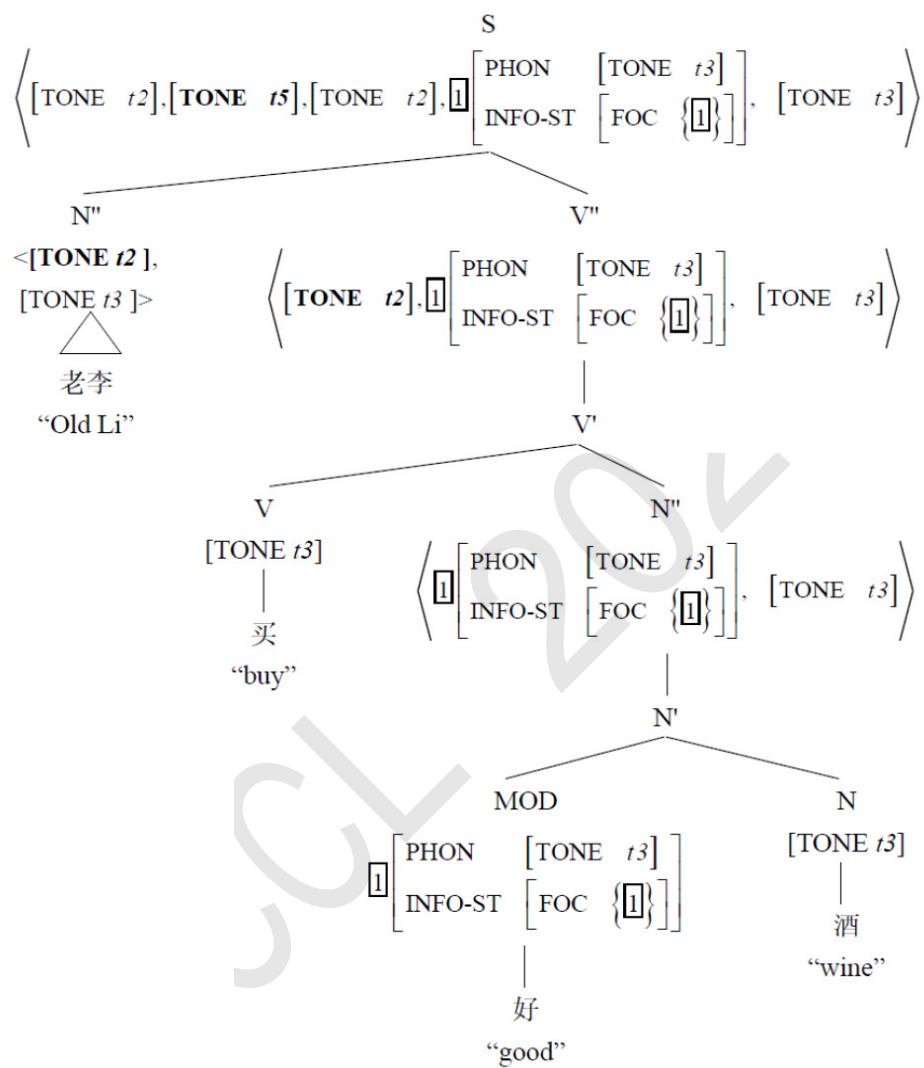 S
⟨[TONE t2],[TONE t5],[TONE t2], 1[PHON [TONE t3] INFO-ST [FOC {1}]], [TONE t3]⟩
N" V"
<[TONE t2 ],
[TONE t3 ]>
⟨[TONE t2], 1[PHON [TONE t3] INFO-ST [FOC {1}]], [TONE t3]⟩
老李
“Old Li”
V'
V N"
[TONE t3]
⟨1[PHON [TONE t3] INFO-ST [FOC {1}]], [TONE t3]⟩
买
“buy”
N'
MOD N
1[PHON [TONE t3] INFO-ST [FOC {1}]]
[TONE t3]
好
“good”
酒
“wine”